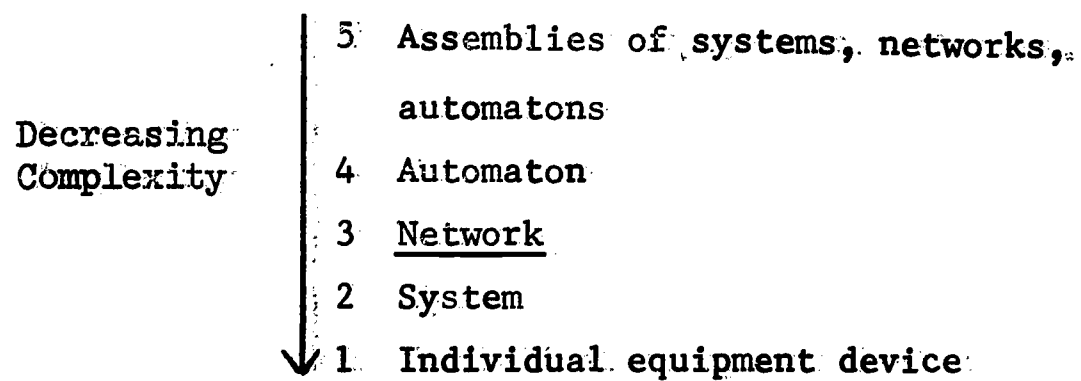 5 Assemblies of systems, networks,
automatons
Decreasing
Complexity
4 Automaton
3 Network
2 System
1 Individual equipment device